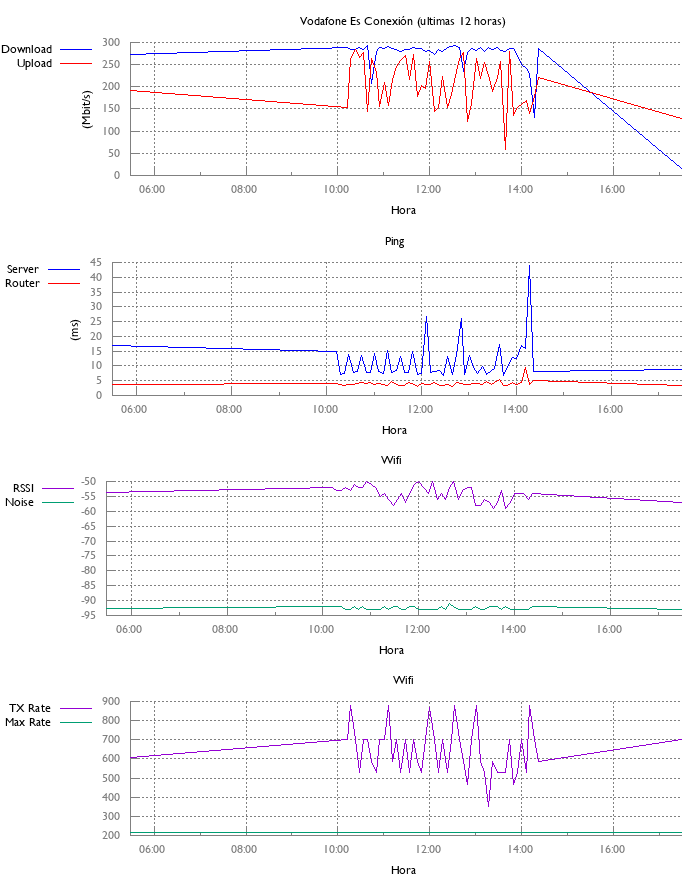 Vodafone Es Conexión (ultimas 12 horas)
Download
Upload
(Mbit/s)
300
250
200
150
100
50
0
06:00 08:00 10:00 12:00 14:00 16:00
Hora
Ping
Server
Router
(ms)
45
40
35
30
25
20
15
10
5
0
06:00 08:00 10:00 12:00 14:00 16:00
Hora
Wifi
RSSI
Noise
-50
-55
-60
-65
-70
-75
-80
-85
-90
-95
06:00 08:00 10:00 12:00 14:00 16:00
Hora
Wifi
TX Rate
Max Rate
900
800
700
600
500
400
300
200
06:00 08:00 10:00 12:00 14:00 16:00
Hora